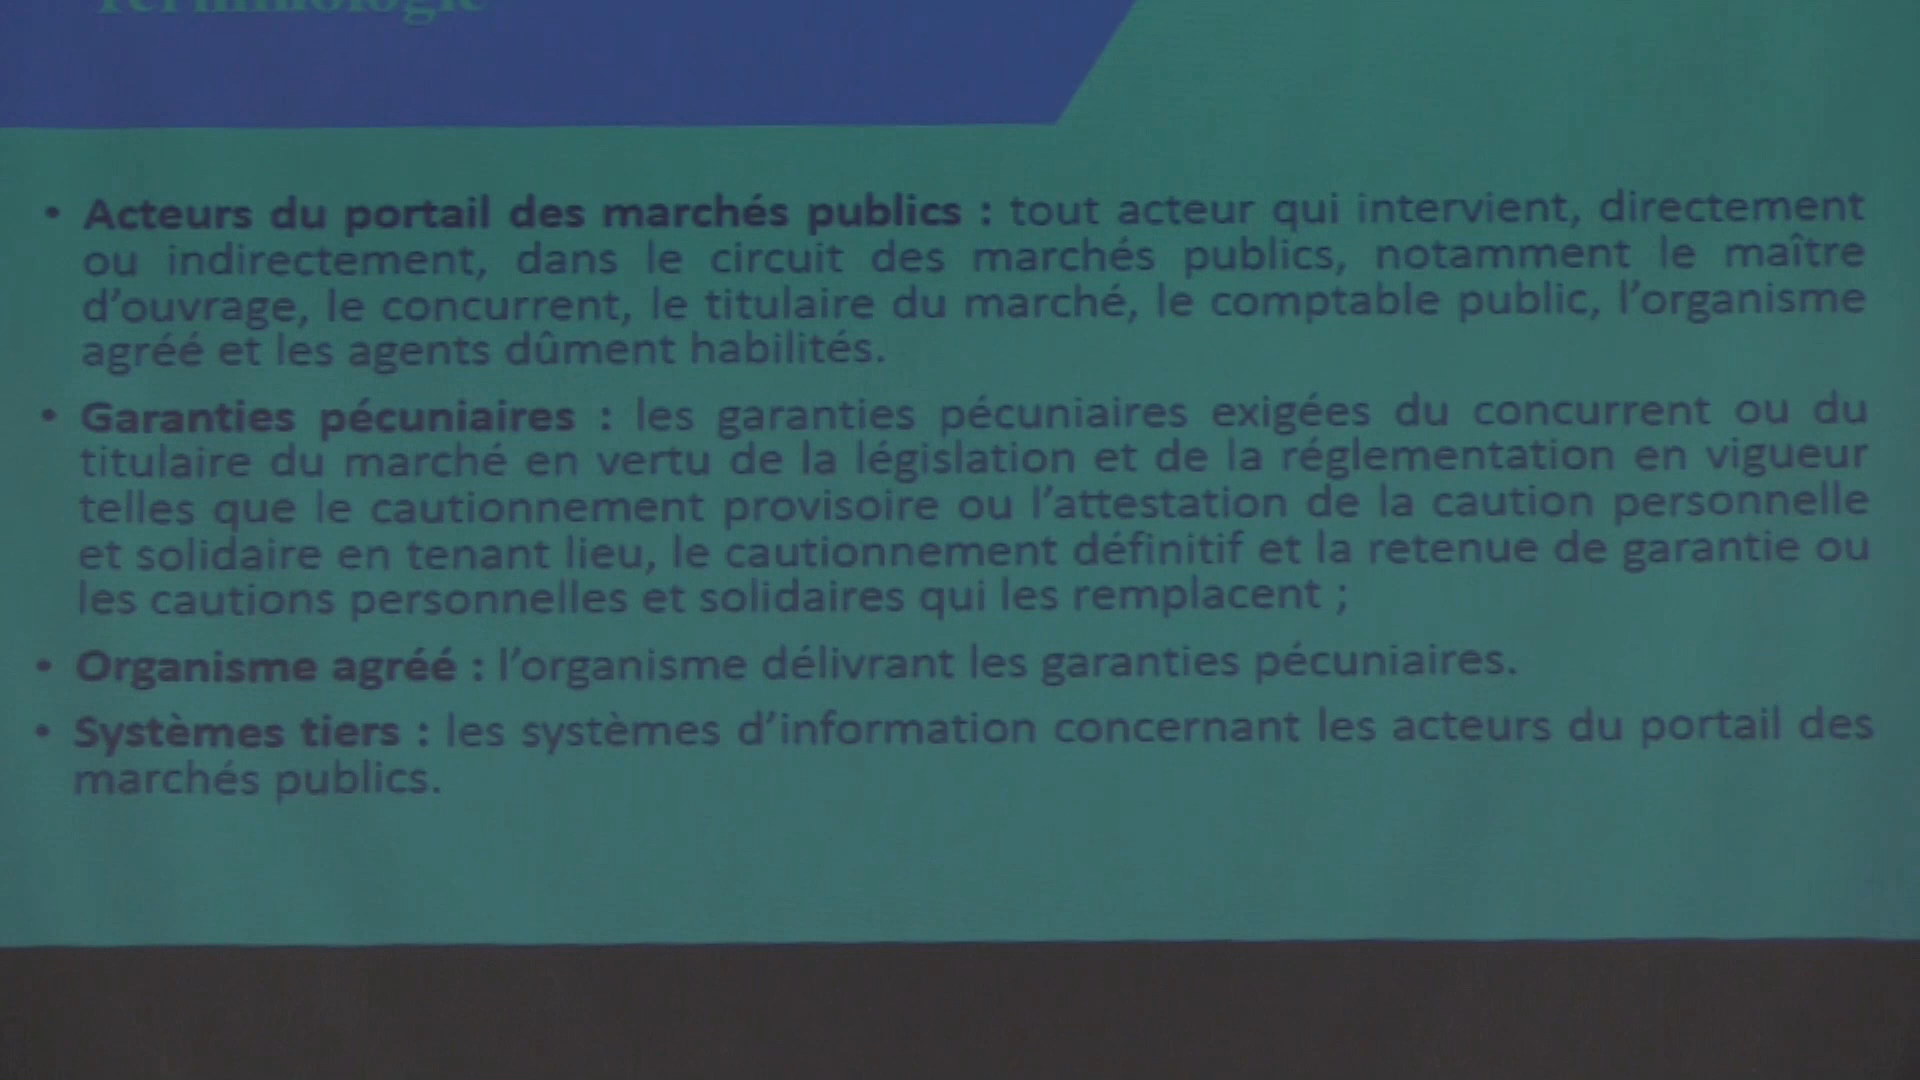 Terminologie
• Acteurs du portail des marchés publics : tout acteur qui intervient, directement
ou indirectement, dans le circuit des marchés publics, notamment le maître
d’ouvrage, le concurrent, le titulaire du marché, le comptable public, l’organisme
agréé et les agents dûment habilités.
• Garanties pécuniaires : les garanties pécuniaires exigées du concurrent ou du
titulaire du marché en vertu de la législation et de la réglementation en vigueur
telles que le cautionnement provisoire ou l’attestation de la caution personnelle
et solidaire en tenant lieu, le cautionnement définitif et la retenue de garantie ou
les cautions personnelles et solidaires qui les remplacent ;
• Organisme agréé : l’organisme délivrant les garanties pécuniaires.
• Systèmes tiers : les systèmes d’information concernant les acteurs du portail des
marchés publics.